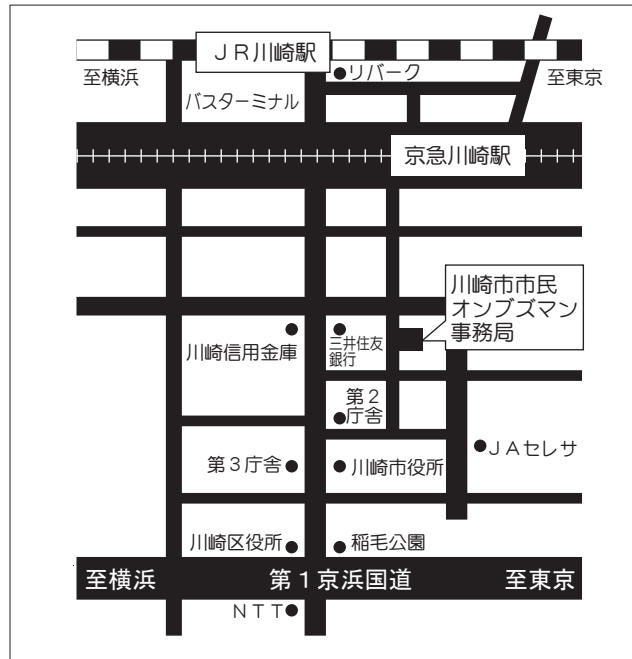 JR川崎駅
至横浜
●リバーク
至東京
バスターミナル
京急川崎駅
川崎市市民
オンブズマン
事務局
川崎信用金庫
三井住友
銀行
第2
庁舎
●JAセレサ
第3庁舎●
●川崎市役所
川崎区役所●
●稲毛公園
至横浜
第1京浜国道
至東京
NTT●